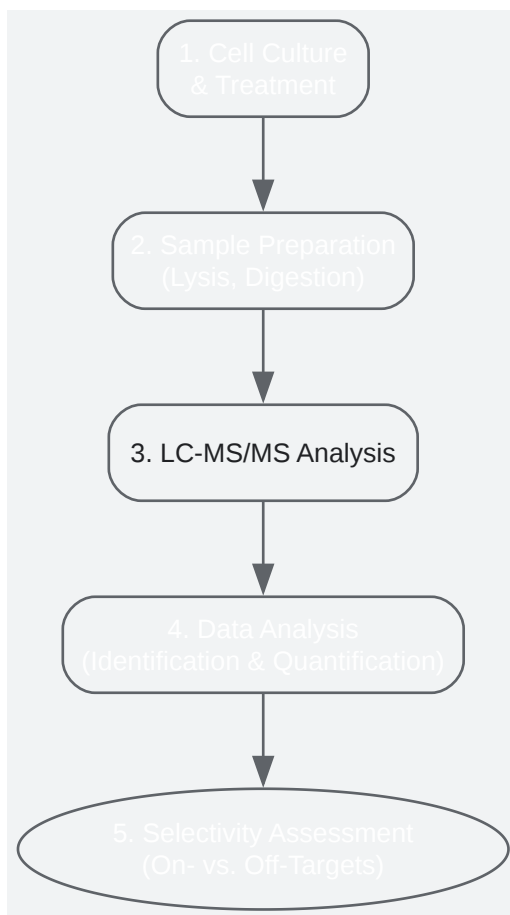 1. Cell Culture
& Treatment
2. Sample Preparation
(Lysis, Digestion)
3. LC-MS/MS Analysis
4. Data Analysis
(Identification & Quantification)
5. Selectivity Assessment
(On- vs. Off-Targets)